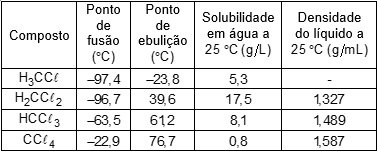 Composto | Ponto de fusão (°C) | Ponto de ebulição (°C) | Solubilidade em água a 25 °C (g/L) | Densidade do líquido a 25 °C (g/mL)
H₃CCℓ | –97,4 | –23,8 | 5,3 | -
H₂CCℓ₂ | –96,7 | 39,6 | 17,5 | 1,327
HCCℓ₃ | –63,5 | 61,2 | 8,1 | 1,489
CCℓ₄ | –22,9 | 76,7 | 0,8 | 1,587